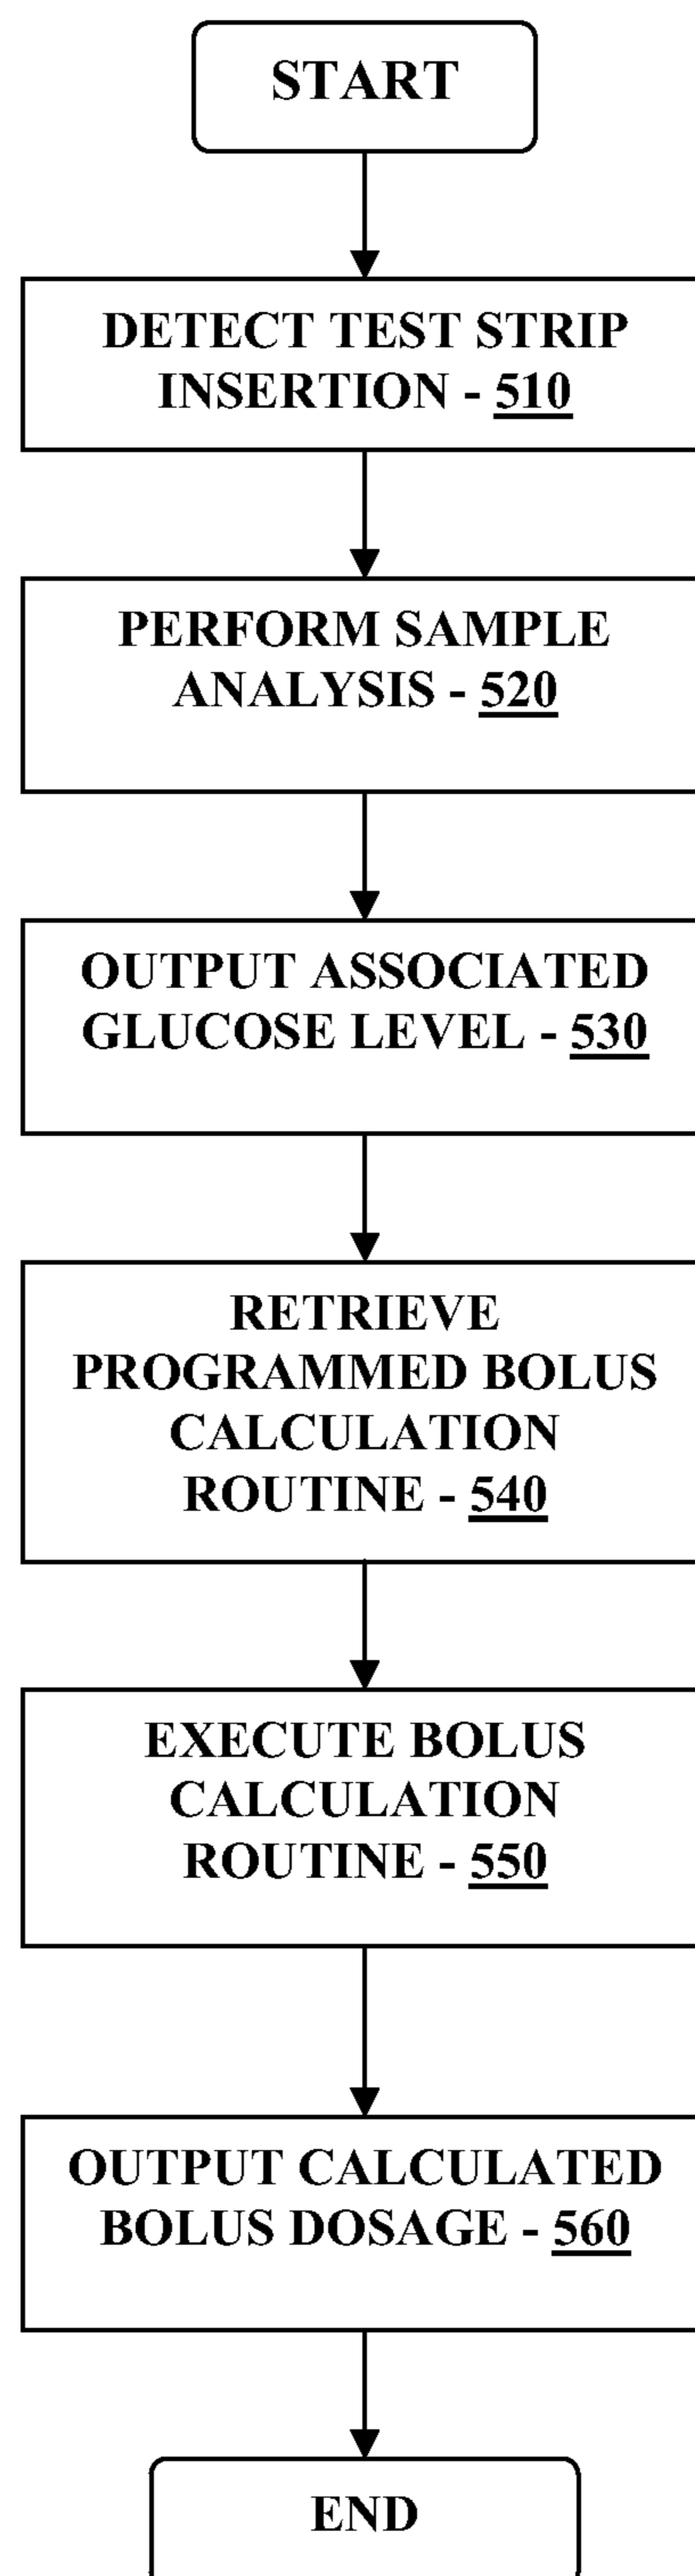 START
DETECT TEST STRIP
INSERTION - 510
PERFORM SAMPLE
ANALYSIS - 520
OUTPUT ASSOCIATED
GLUCOSE LEVEL - 530
RETRIEVE
PROGRAMMED BOLUS
CALCULATION
ROUTINE - 540
EXECUTE BOLUS
CALCULATION
ROUTINE - 550
OUTPUT CALCULATED
BOLUS DOSAGE - 560
END